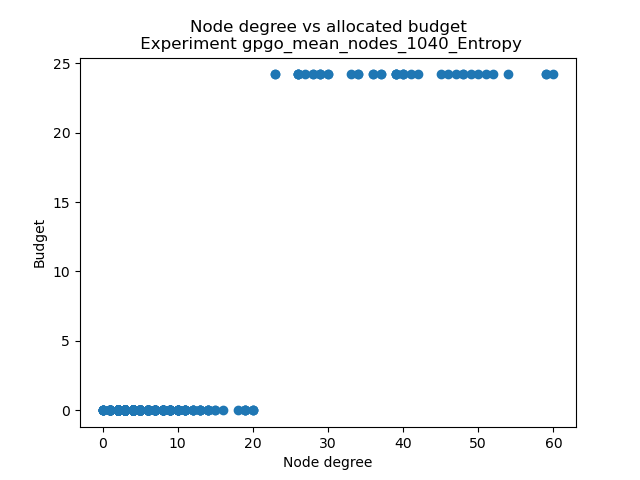 Node degree vs allocated budget
Experiment gpgo_mean_nodes_1040_Entropy
25
20
15
10
5
0
Budget
0 10 20 30 40 50 60
Node degree